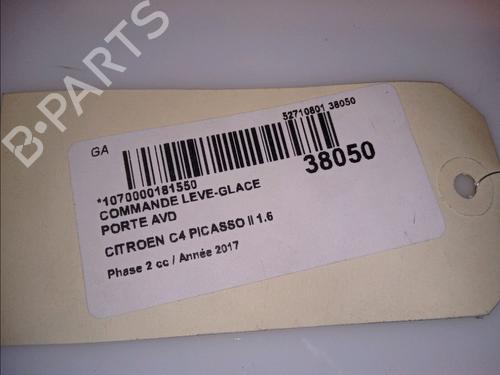 B-PARTS
GA
52710801 38050
*1070000181550
38050
COMMANDE LEVE-GLACE
PORTE AVD
CITROEN C4 PICASSO II 1.6
Phase 2 cc / Année 2017